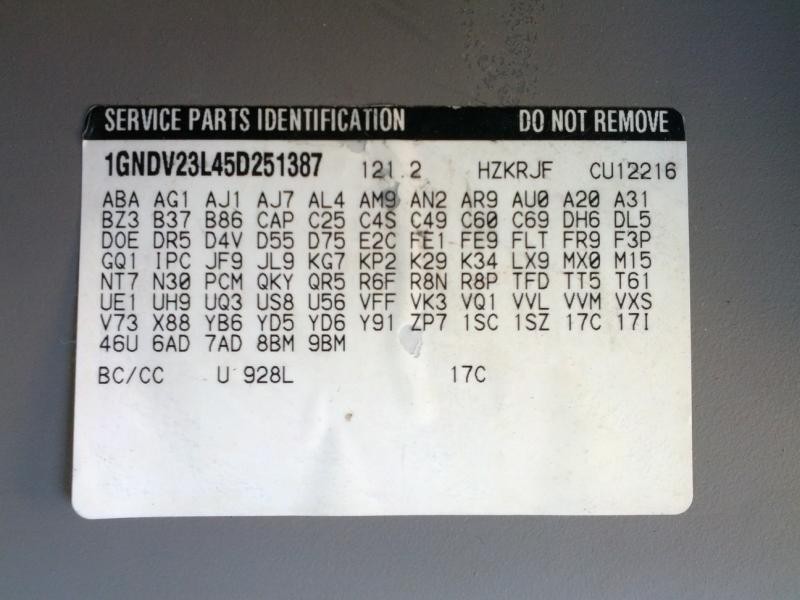 SERVICE PARTS IDENTIFICATION DO NOT REMOVE
1GNDV23L45D251387 121.2 HZKRJF CU12216
ABA AG1 AJ1 AJ7 AL4 AM9 AN2 AR9 AU0 A20 A31
BZ3 B37 B86 CAP C25 C4S C49 C60 C69 DH6 DL5
DOE DR5 D4V D55 D75 E2C FE1 FE9 FLT FR9 F3P
GQ1 IPC JF9 JL9 KG7 KP2 K29 K34 LX9 MX0 M15
NT7 N30 PCM QKY QR5 R6F R8N R8P TFD TT5 T61
UE1 UH9 UQ3 US8 U56 VFF VK3 VQ1 VVL VVM VXS
V73 X88 YB6 YD5 YD6 Y91 ZP7 1SC 1SZ 17C 17I
46U 6AD 7AD 8BM 9BM
BC/CC U 928L 17C